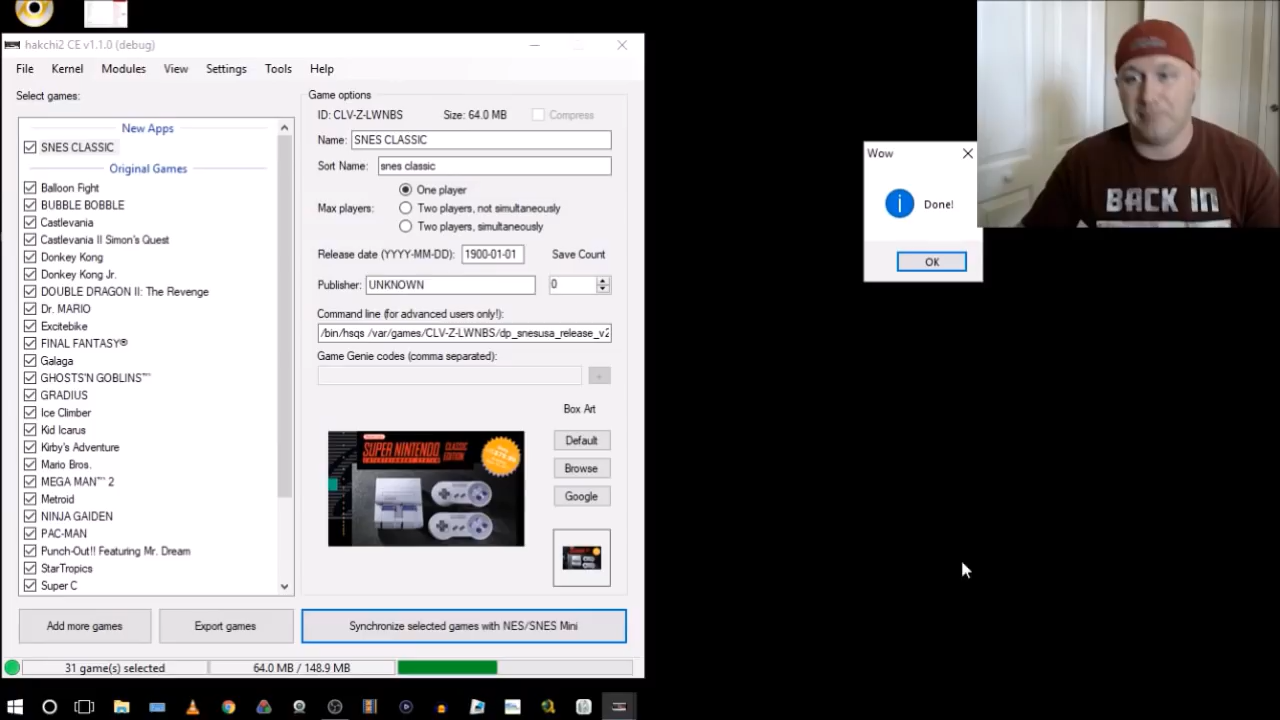 hakchi2 CE v1.1.0 (debug)
File Kernel Modules View Settings Tools Help
Select games:
New Apps
SNES CLASSIC
Original Games
Balloon Fight
BUBBLE BOBBLE
Castlevania
Castlevania II Simon's Quest
Donkey Kong
Donkey Kong Jr.
DOUBLE DRAGON II: The Revenge
Dr. MARIO
Excitebike
FINAL FANTASY®
Galaga
GHOSTS'N GOBLINS™
GRADIUS
Ice Climber
Kid Icarus
Kirby's Adventure
Mario Bros.
MEGA MAN™ 2
Metroid
NINJA GAIDEN
PAC-MAN
Punch-Out!! Featuring Mr. Dream
StarTropics
Super C
Add more games
Export games
Synchronize selected games with NES/SNES Mini
31 game(s) selected
64.0 MB / 148.9 MB
Game options
ID: CLV-Z-LWNBS Size: 64.0 MB Compress
Name: SNES CLASSIC
Sort Name: snes classic
Max players:
One player
Two players, not simultaneously
Two players, simultaneously
Release date (YYYY-MM-DD): 1900-01-01
Save Count
Publisher: UNKNOWN 0
Command line (for advanced users only!):
/bin/hsqs /var/games/CLV-Z-LWNBS/dp_snesusa_release_v2
Game Genie codes (comma separated):
+
Box Art
Default
Browse
Google
SUPER NINTENDO
CLASSIC
EDITION
ENTERTAINMENT SYSTEM
Wow
Done!
OK
BACK IN